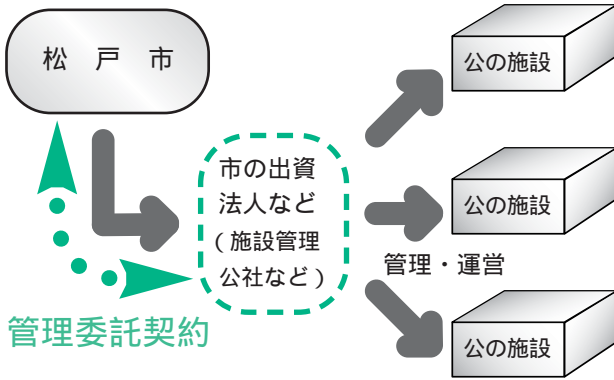 松戸市
公の施設
市の出資
法人など
（施設管理
公社など）
公の施設
管理・運営
管理委託契約
公の施設